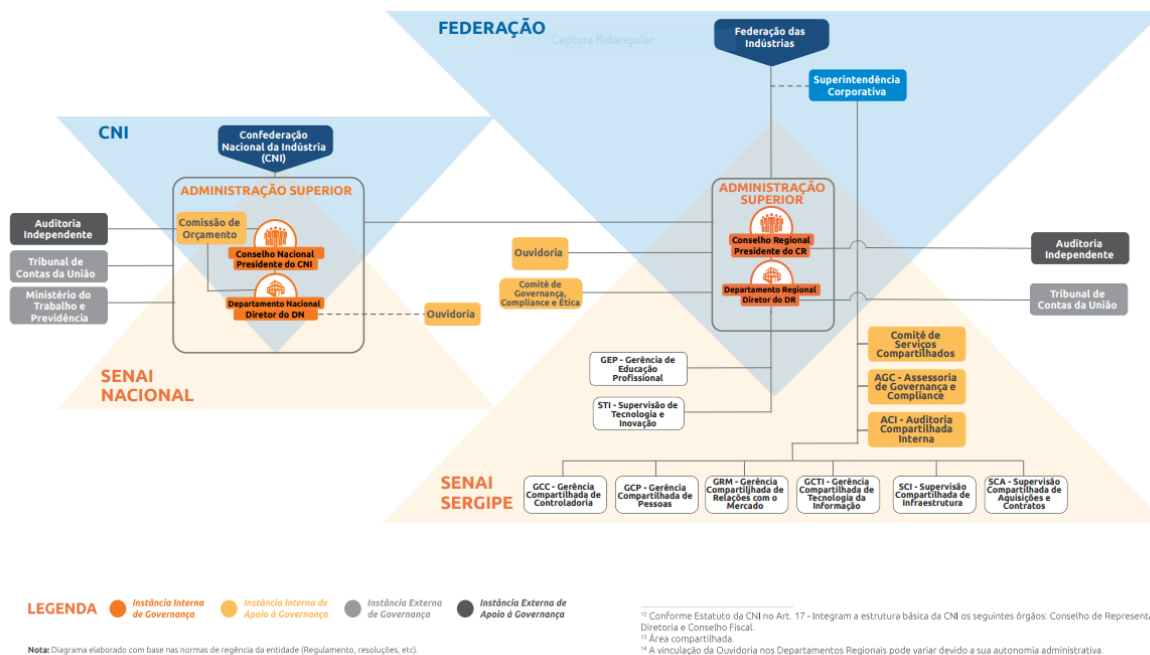 FEDERAÇÃO
Captura Retangular
Federação das
Indústrias
Superintendência
Corporativa
CNI
Confederação
Nacional da Indústria
(CNI)
ADMINISTRAÇÃO SUPERIOR
Auditoria
Independente
Comissão de
Orçamento
Conselho Nacional
Presidente do CNI
Tribunal de
Contas da União
Ministério do
Trabalho e
Previdência
Departamento Nacional
Diretor do DN
Ouvidoria
SENAI
NACIONAL
ADMINISTRAÇÃO
SUPERIOR
Conselho Regional
Presidente do CR
Departamento Regional
Diretor do DR
Ouvidoria
Comitê de
Governança,
Compliance e Ética
Auditoria
Independente
Tribunal de
Contas da União
GEP - Gerência de
Educação
Profissional
STI - Supervisão de
Tecnologia e
Inovação
Comitê de
Serviços
Compartilhados
AGC - Assessoria
de Governança e
Compliance
ACI - Auditoria
Compartilhada
Interna
SENAI
SERGIPE
GCC - Gerência
Compartilhada de
Controladoria
GCP - Gerência
Compartilhada de
Pessoas
GRM - Gerência
Compartiljhada de
Relações com o
Mercado
GCTI - Gerência
Compartilhada de
Tecnologia da
Informação
SCI - Supervisão
Compartilhada de
Infraestrutura
SCA - Supervisão
Compartilhada de
Aquisições e
Contratos
LEGENDA
Instância Interna
de Governança
Instância Interna de
Apoio à Governança
Instância Externa
de Governança
Instância Externa de
Apoio à Governança
Nota: Diagrama elaborado com base nas normas de regência da entidade (Regulamento, resoluções, etc).
¹² Conforme Estatuto da CNI no Art. 17 - Integram a estrutura básica da CNI os seguintes órgãos: Conselho de Representa
Diretoria e Conselho Fiscal.
¹³ Área compartilhada.
¹⁴ A vinculação da Ouvidoria nos Departamentos Regionais pode variar devido a sua autonomia administrativa.